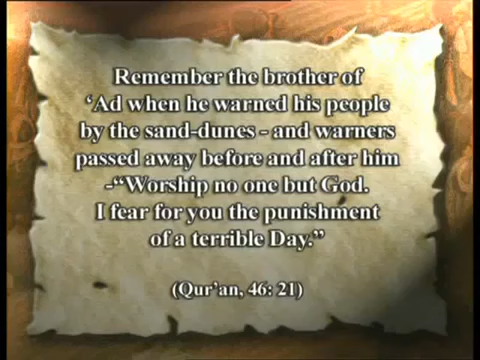 Remember the brother of
‘Ad when he warned his people
by the sand-dunes - and warners
passed away before and after him
-“Worship no one but God.
I fear for you the punishment
of a terrible Day.”
(Qur’an, 46: 21)